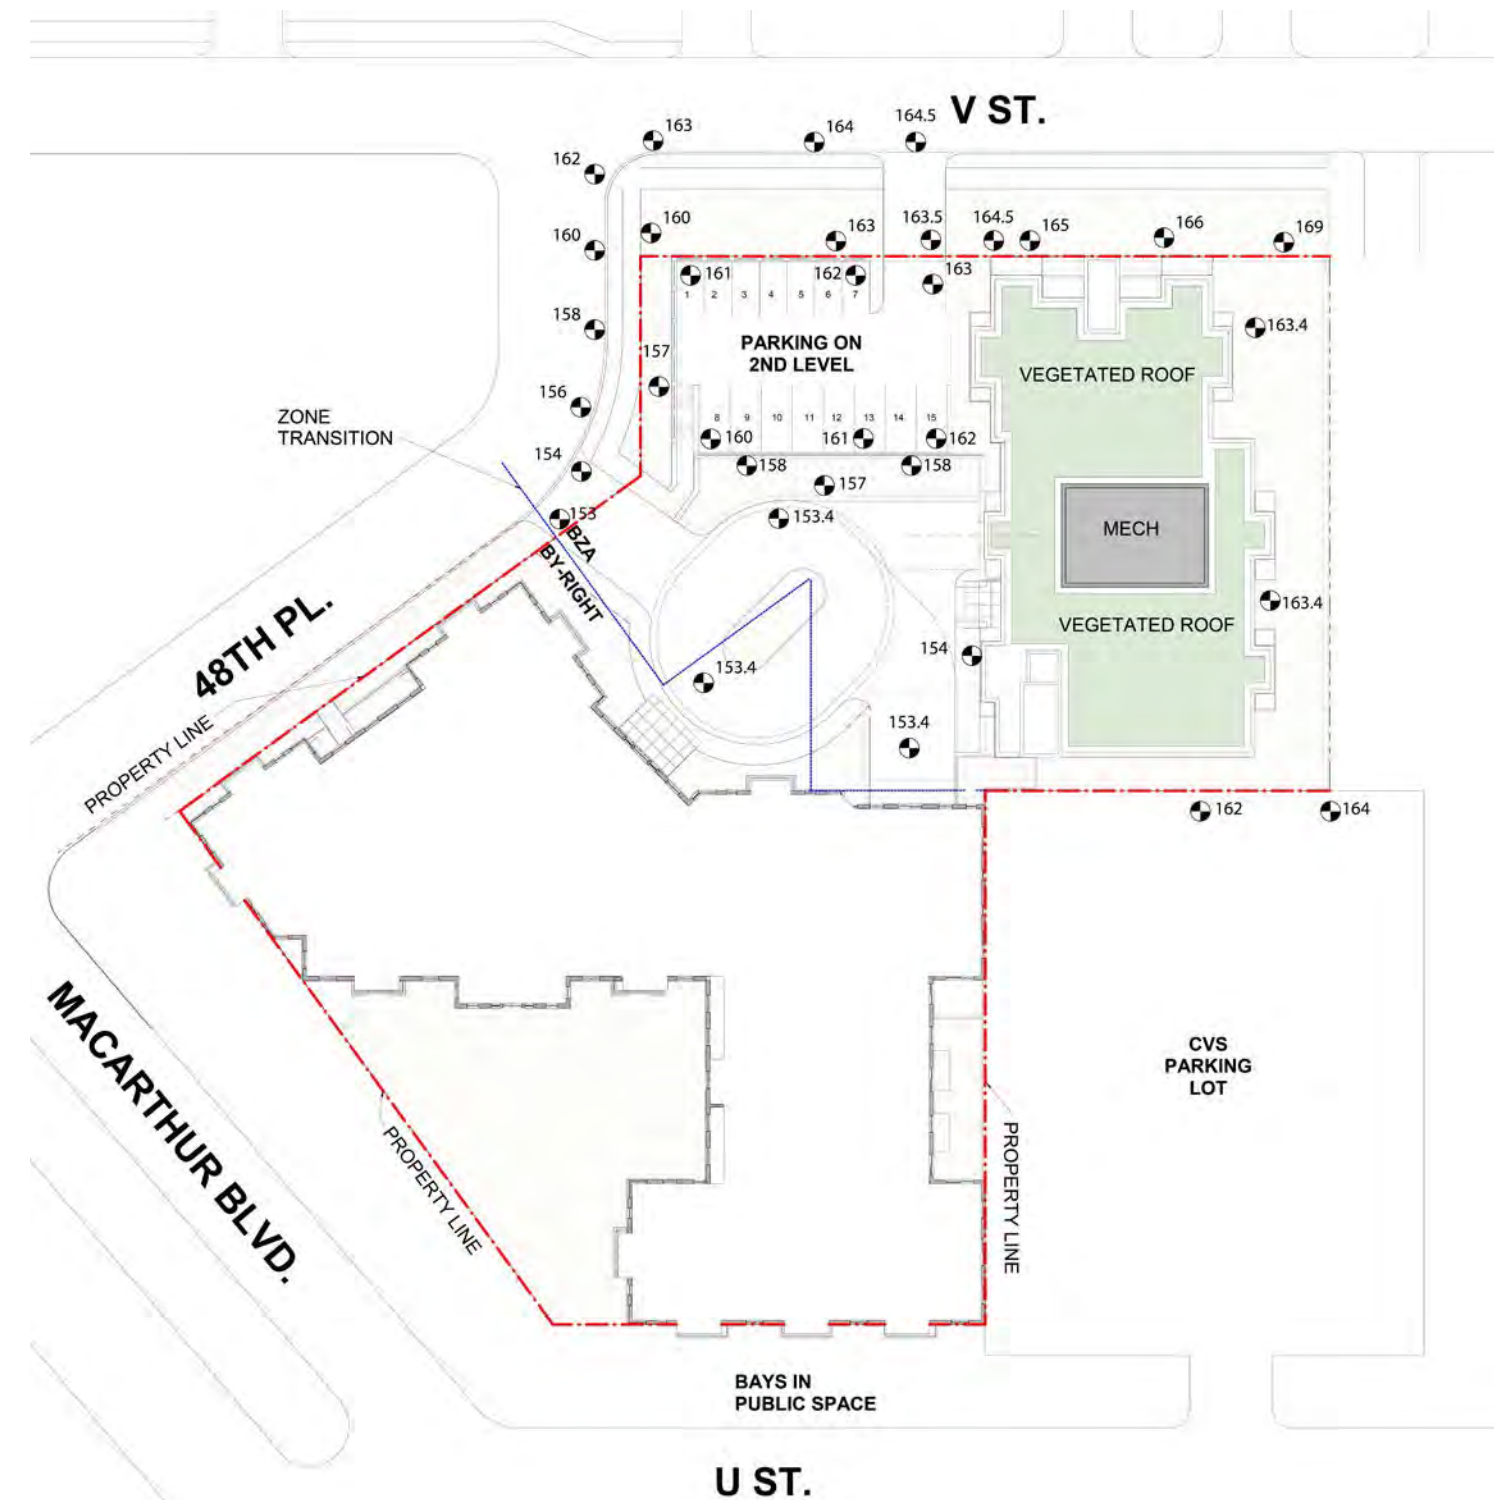 V ST.
163
164
164.5
162
160
160
163
163.5
164.5
165
166
169
161
162
163
1 2 3 4 5 6 7
158
163.4
PARKING ON
2ND LEVEL
157
VEGETATED ROOF
156
ZONE
TRANSITION
8 9 10 11 12 13 14 15
160
161
162
154
158
158
157
153
153.4
MECH
BZA
BY-RIGHT
48TH PL.
163.4
VEGETATED ROOF
154
153.4
153.4
PROPERTY LINE
162
164
MACARTHUR BLVD.
CVS
PARKING
LOT
PROPERTY LINE
PROPERTY LINE
BAYS IN
PUBLIC SPACE
U ST.